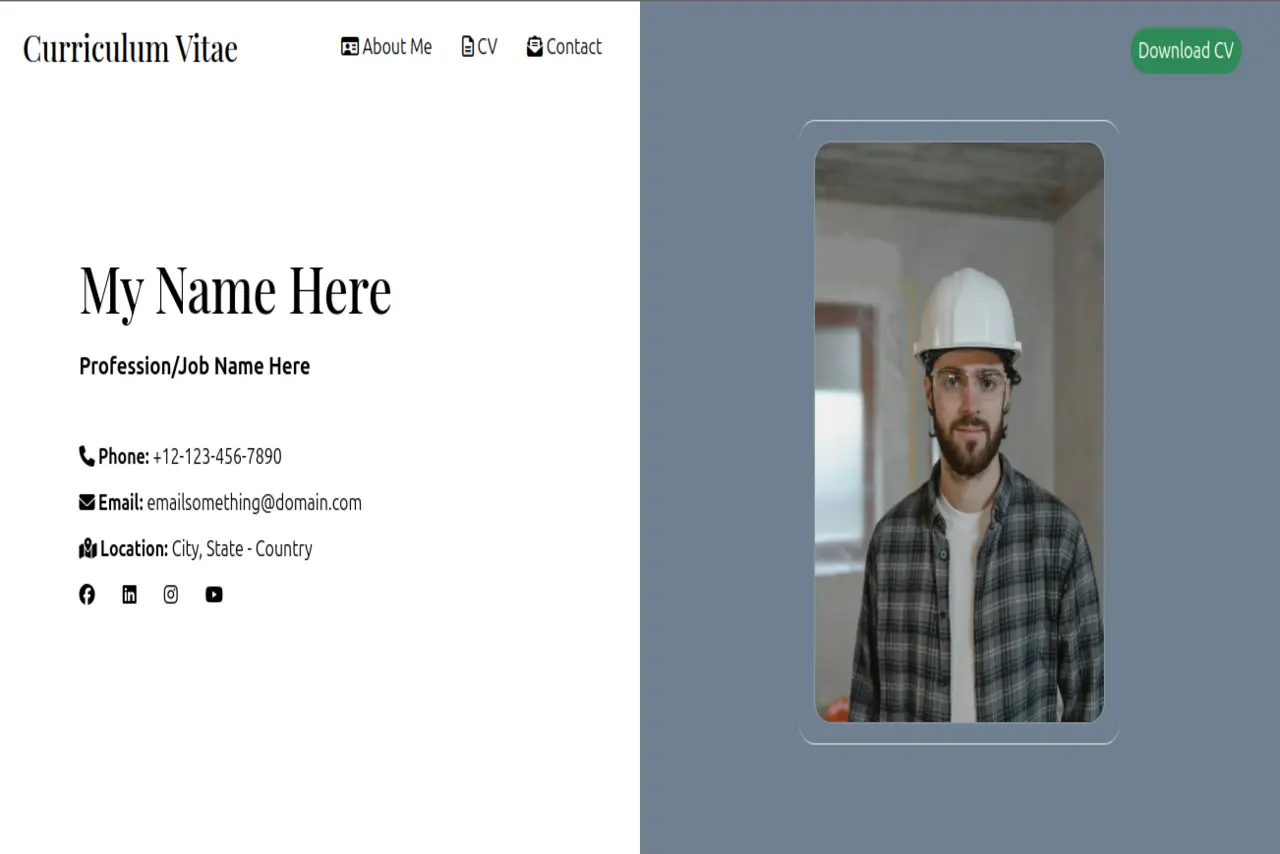 Curriculum Vitae
About Me
CV
Contact
Download CV
My Name Here
Profession/Job Name Here
Phone: +12-123-456-7890
Email: emailsomething@domain.com
Location: City, State - Country